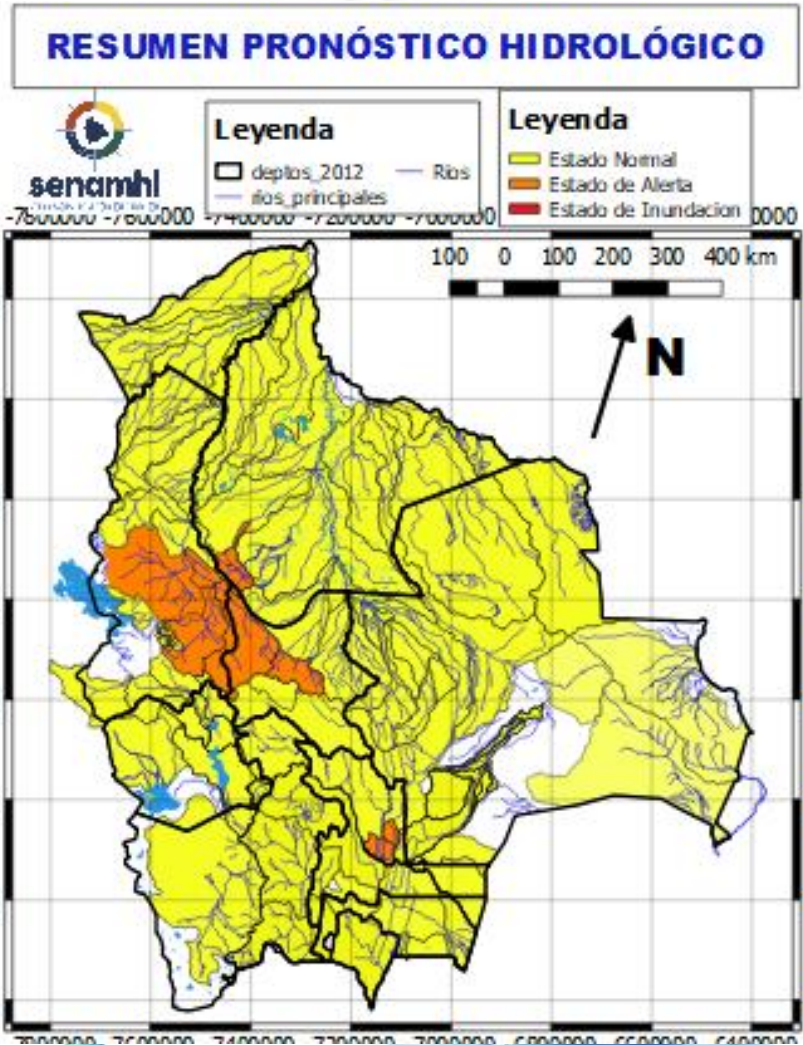 RESUMEN PRONÓSTICO HIDROLÓGICO
senamhi
Leyenda
deptos_2012
Rios
rios_principales
Leyenda
Estado Normal
Estado de Alerta
Estado de Inundacion
-7800000 -7600000 -7400000 -7200000 -7000000
100 0 100 200 300 400 km
N